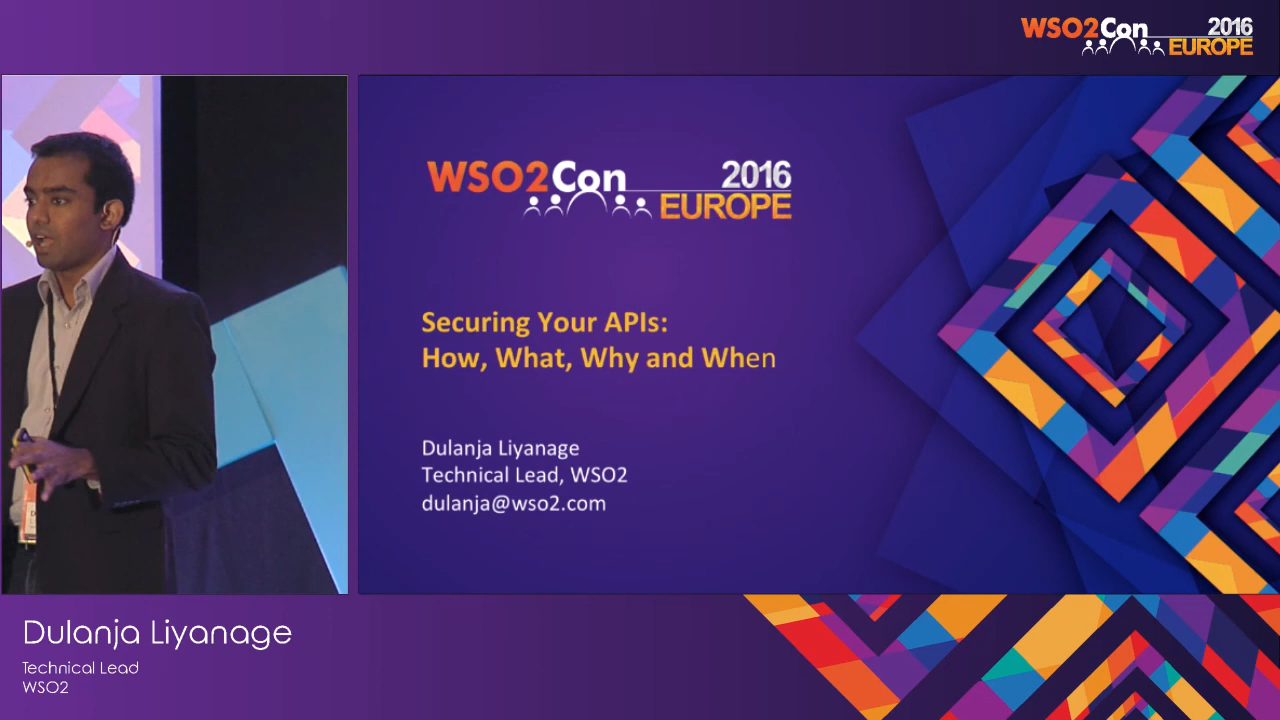 WSO2Con 2016
EUROPE
WSO2Con 2016
EUROPE
Securing Your APIs:
How, What, Why and When
Dulanja Liyanage
Technical Lead, WSO2
dulanja@wso2.com
Dulanja Liyanage
Technical Lead
WSO2